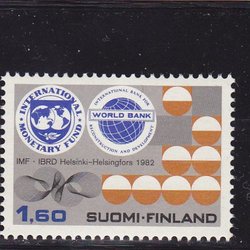 INTERNATIONAL
MONETARY FUND
INTERNATIONAL BANK FOR
WORLD BANK
RECONSTRUCTION AND DEVELOPMENT
IMF - IBRD Helsinki-Helsingfors 1982
1,60 SUOMI-FINLAND